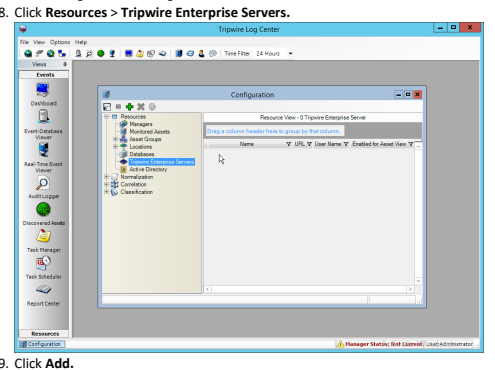 8. Click Resources > Tripwire Enterprise Servers.
Tripwire Log Center
File View Options Help
Time Filter 24 Hours
Views
Events
Dashboard
Event-Database Viewer
Real-Time Event Viewer
Audit Logger
Discovered Assets
Task Manager
Task Scheduler
Report Center
Resources
Configuration
Configuration
Resources
Managers
Monitored Assets
Asset Groups
Locations
Databases
Tripwire Enterprise Servers
Active Directory
Normalization
Correlation
Classification
Resource View - 0 Tripwire Enterprise Server
Drag a column header here to group by that column.
Name URL User Name Enabled for Asset View
Manager Status: Not Current User: Administrator
9. Click Add.